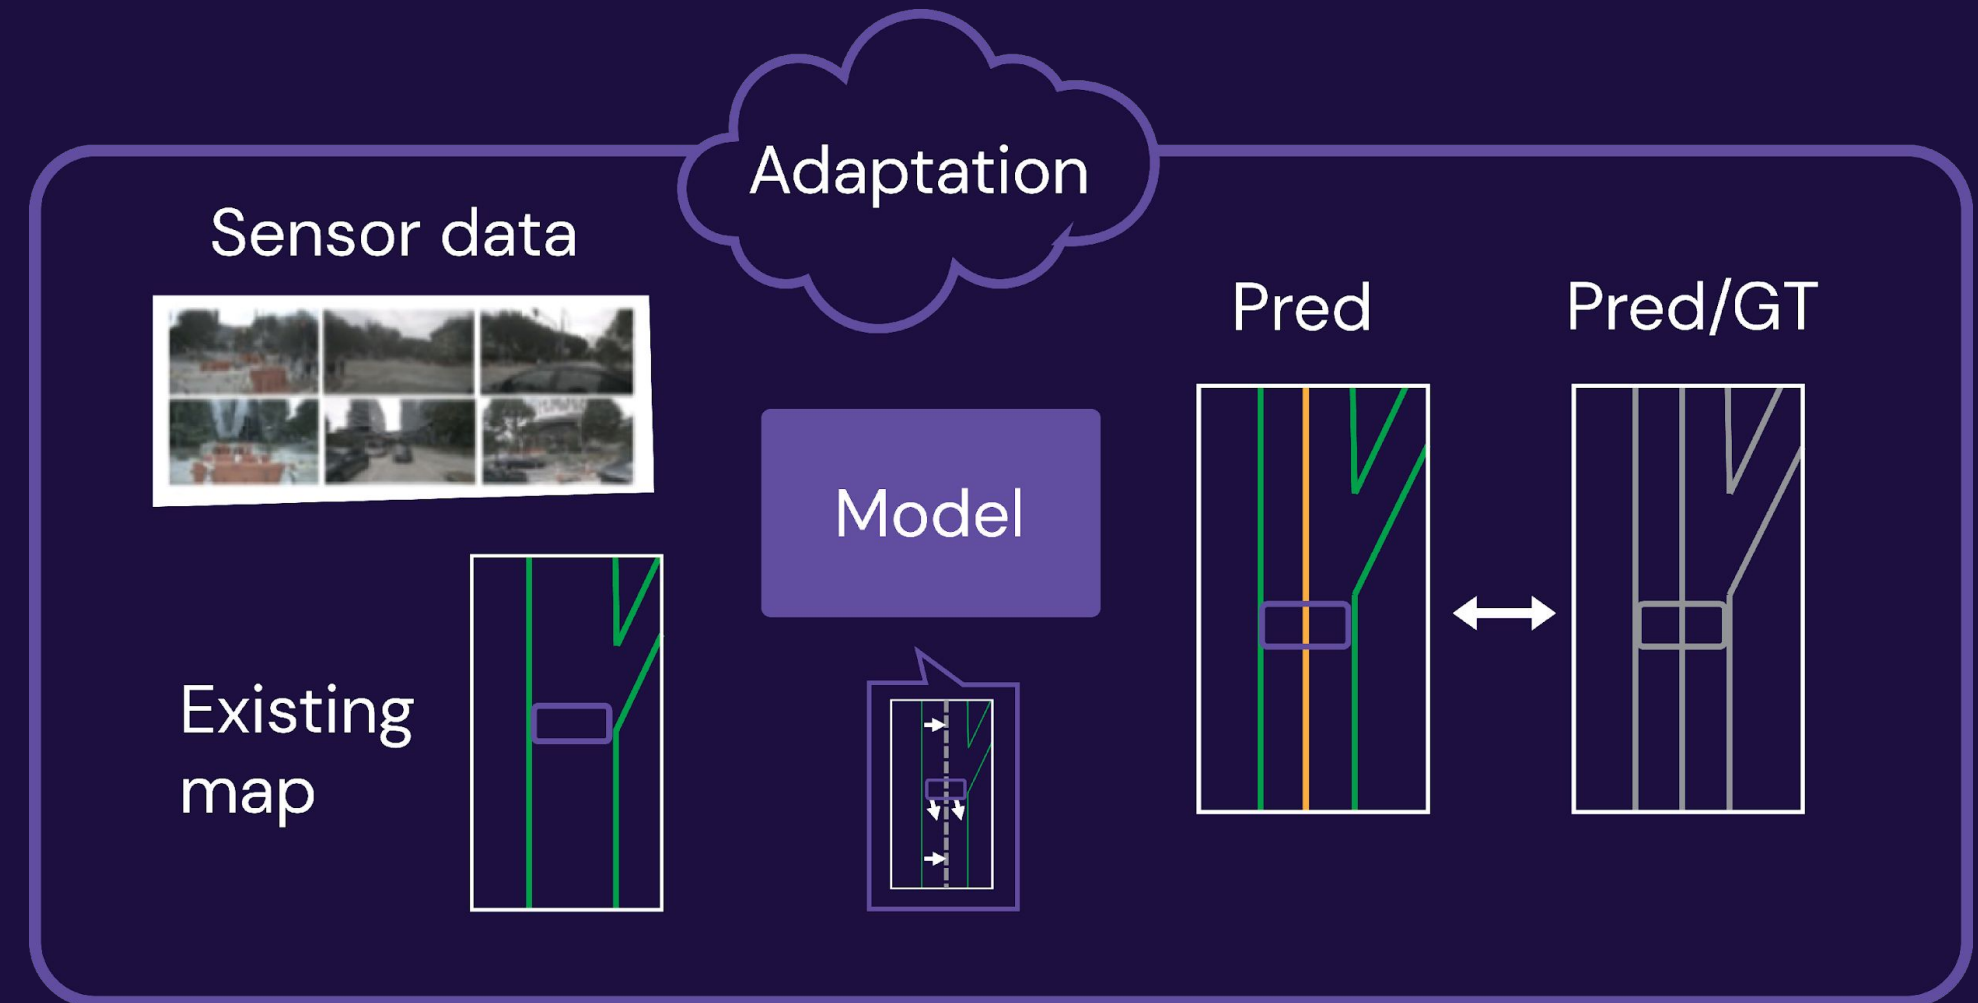 Adaptation
Sensor data
Pred
Pred/GT
Model
Existing
map